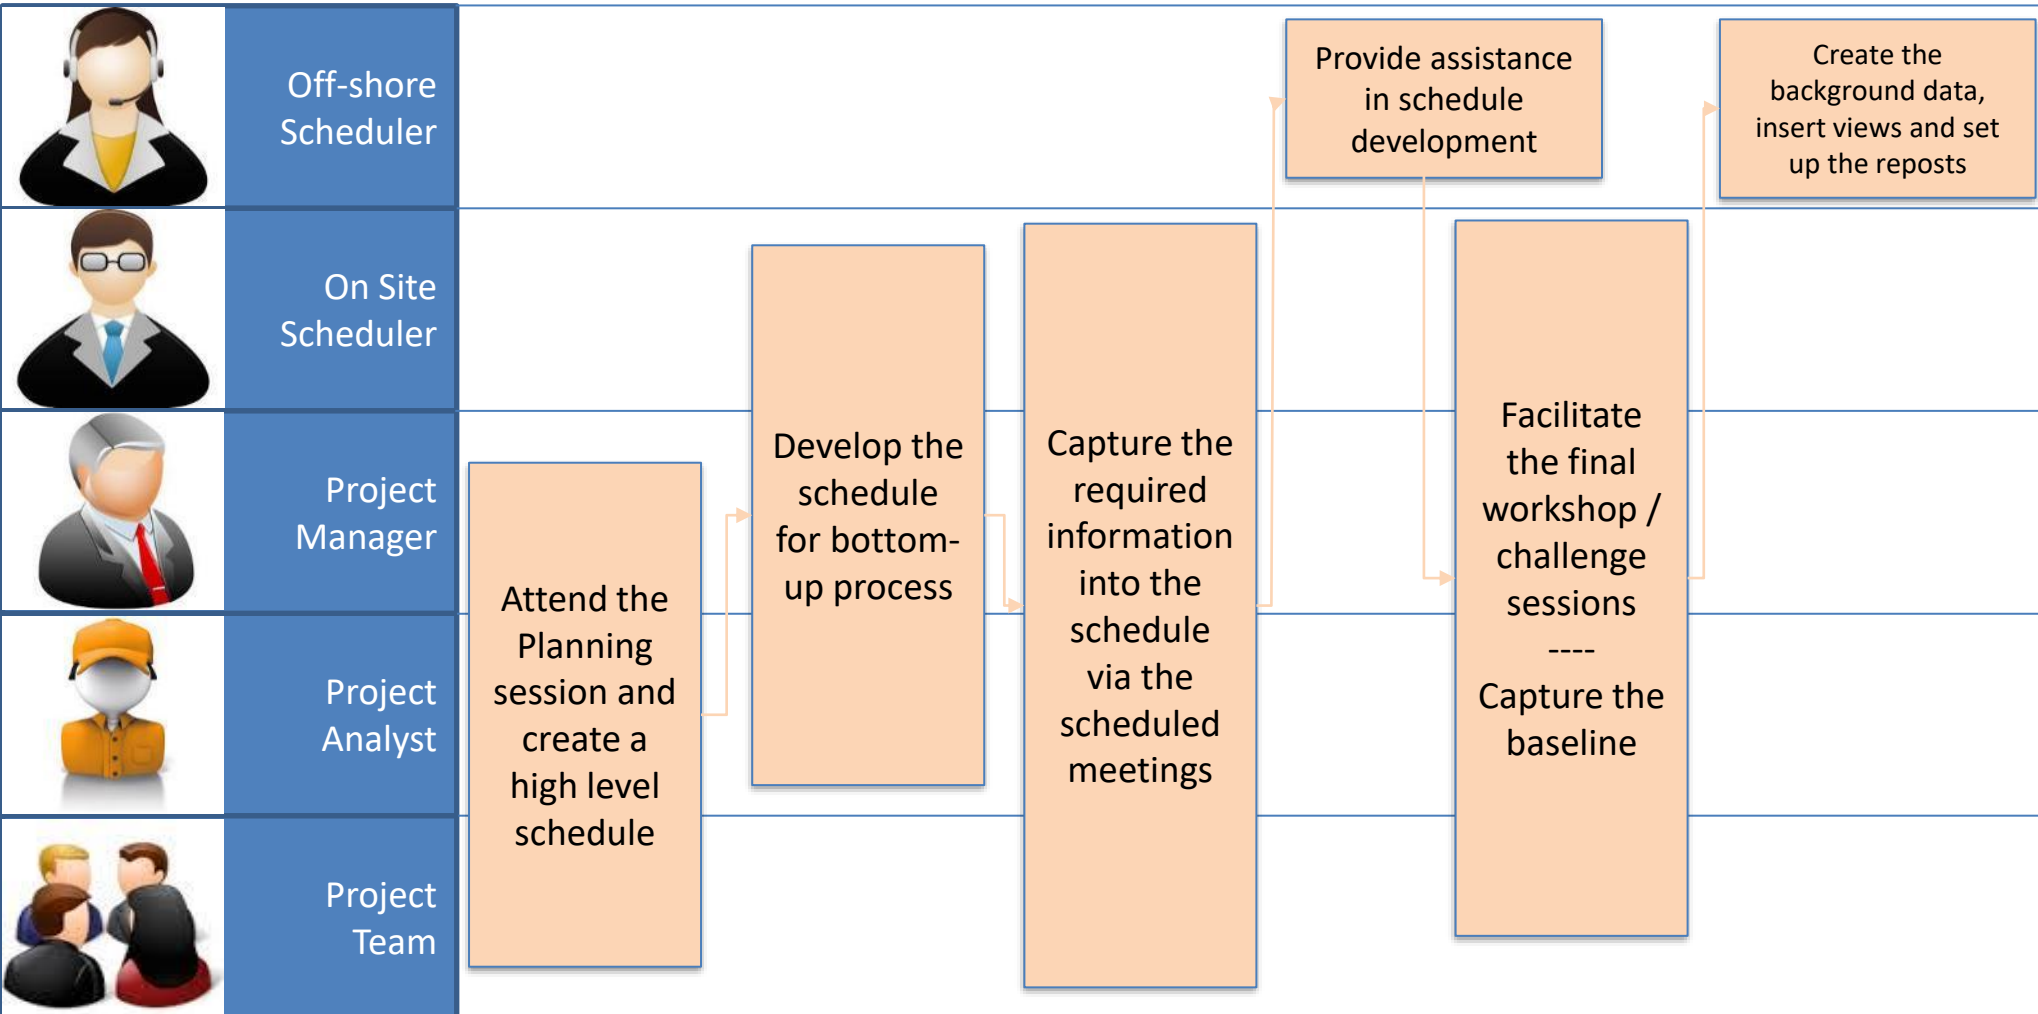 Off-shore
Scheduler
On Site
Scheduler
Project
Manager
Project
Analyst
Project
Team
Attend the
Planning
session and
create a
high level
schedule
Develop the
schedule
for bottom-
up process
Capture the
required
information
into the
schedule
via the
scheduled
meetings
Provide assistance
in schedule
development
Facilitate
the final
workshop /
challenge
sessions
----
Capture the
baseline
Create the
background data,
insert views and set
up the reposts